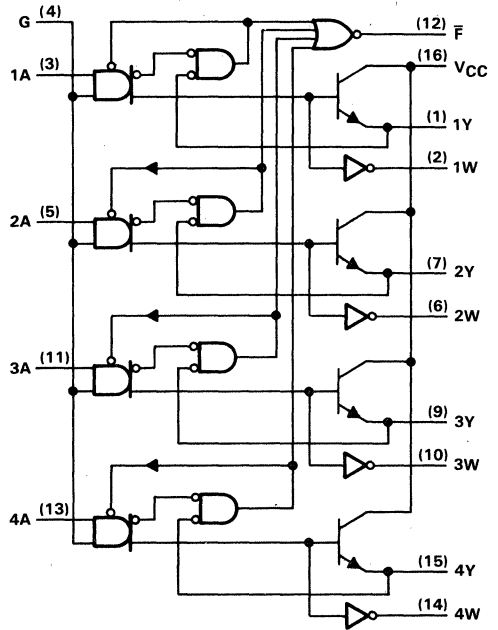 G (4)
(12) F̅
1A (3)
(16) VCC
(1) 1Y
(2) 1W
2A (5)
(7) 2Y
(6) 2W
3A (11)
(9) 3Y
(10) 3W
4A (13)
(15) 4Y
(14) 4W